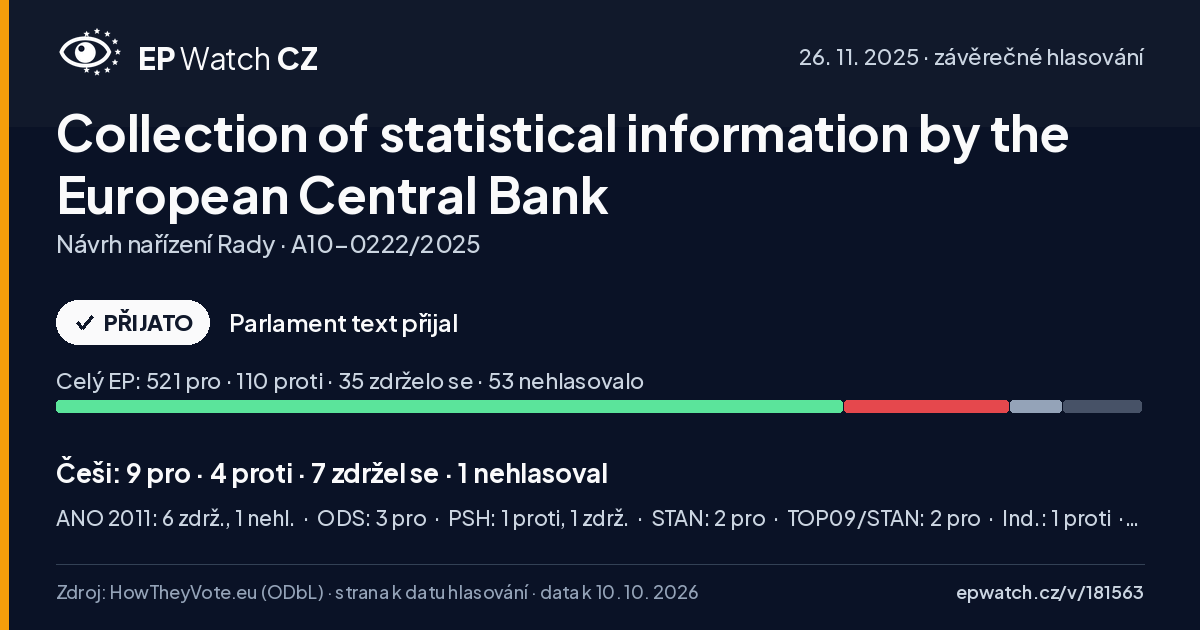 EP Watch CZ
26. 11. 2025 · závěrečné hlasování
Collection of statistical information by the
European Central Bank
Návrh nařízení Rady · A10–0222/2025
✓ PŘIJATO
Parlament text přijal
Celý EP: 521 pro · 110 proti · 35 zdrželo se · 53 nehlasovalo
Češi: 9 pro · 4 proti · 7 zdržel se · 1 nehlasoval
ANO 2011: 6 zdrž., 1 nehl. · ODS: 3 pro · PSH: 1 proti, 1 zdrž. · STAN: 2 pro · TOP09/STAN: 2 pro · Ind.: 1 proti ·…
Zdroj: HowTheyVote.eu (ODbL) · strana k datu hlasování · data k 10. 10. 2026
epwatch.cz/v/181563